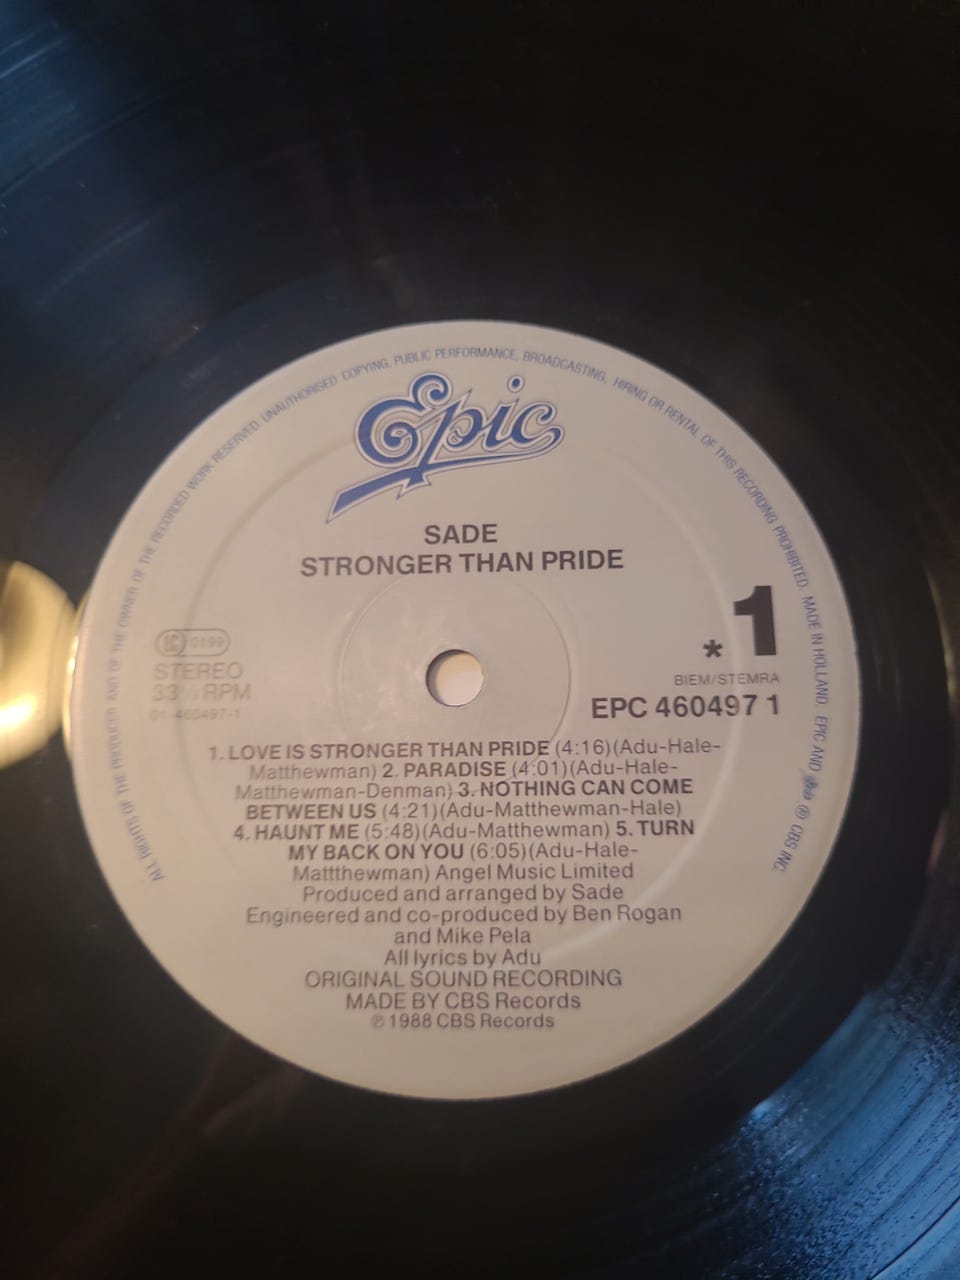 ALL RIGHTS OF THE PRODUCER AND OF THE OWNER OF THE RECORDED WORK RESERVED. UNAUTHORISED COPYING, PUBLIC PERFORMANCE, BROADCASTING, HIRING OR RENTAL OF THIS RECORDING PROHIBITED. MADE IN HOLLAND. EPIC AND ℗ CBS INC.
Epic
SADE
STRONGER THAN PRIDE
LC 0199
STEREO
33⅓ RPM
01-460497-1
* 1
BIEM/STEMRA
EPC 460497 1
1. LOVE IS STRONGER THAN PRIDE (4:16)(Adu-Hale-
Matthewman) 2. PARADISE (4:01)(Adu-Hale-
Matthewman-Denman) 3. NOTHING CAN COME
BETWEEN US (4:21)(Adu-Matthewman-Hale)
4. HAUNT ME (5:48)(Adu-Matthewman) 5. TURN
MY BACK ON YOU (6:05)(Adu-Hale-
Mattthewman) Angel Music Limited
Produced and arranged by Sade
Engineered and co-produced by Ben Rogan
and Mike Pela
All lyrics by Adu
ORIGINAL SOUND RECORDING
MADE BY CBS Records
℗ 1988 CBS Records